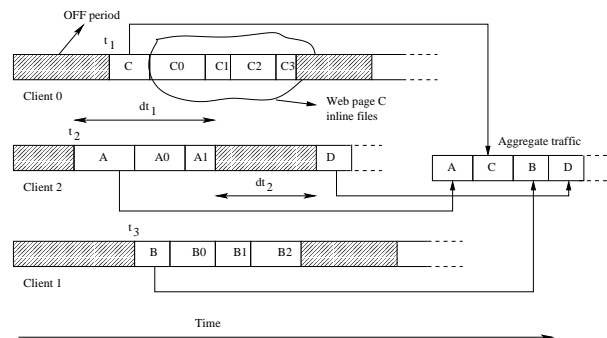 OFF period
t1
C C0 C1 C2 C3
Client 0
dt1
Web page C
inline files
t2
Aggregate traffic
A A0 A1 D
A C B D
Client 2
dt2
t3
B B0 B1 B2
Client 1
Time